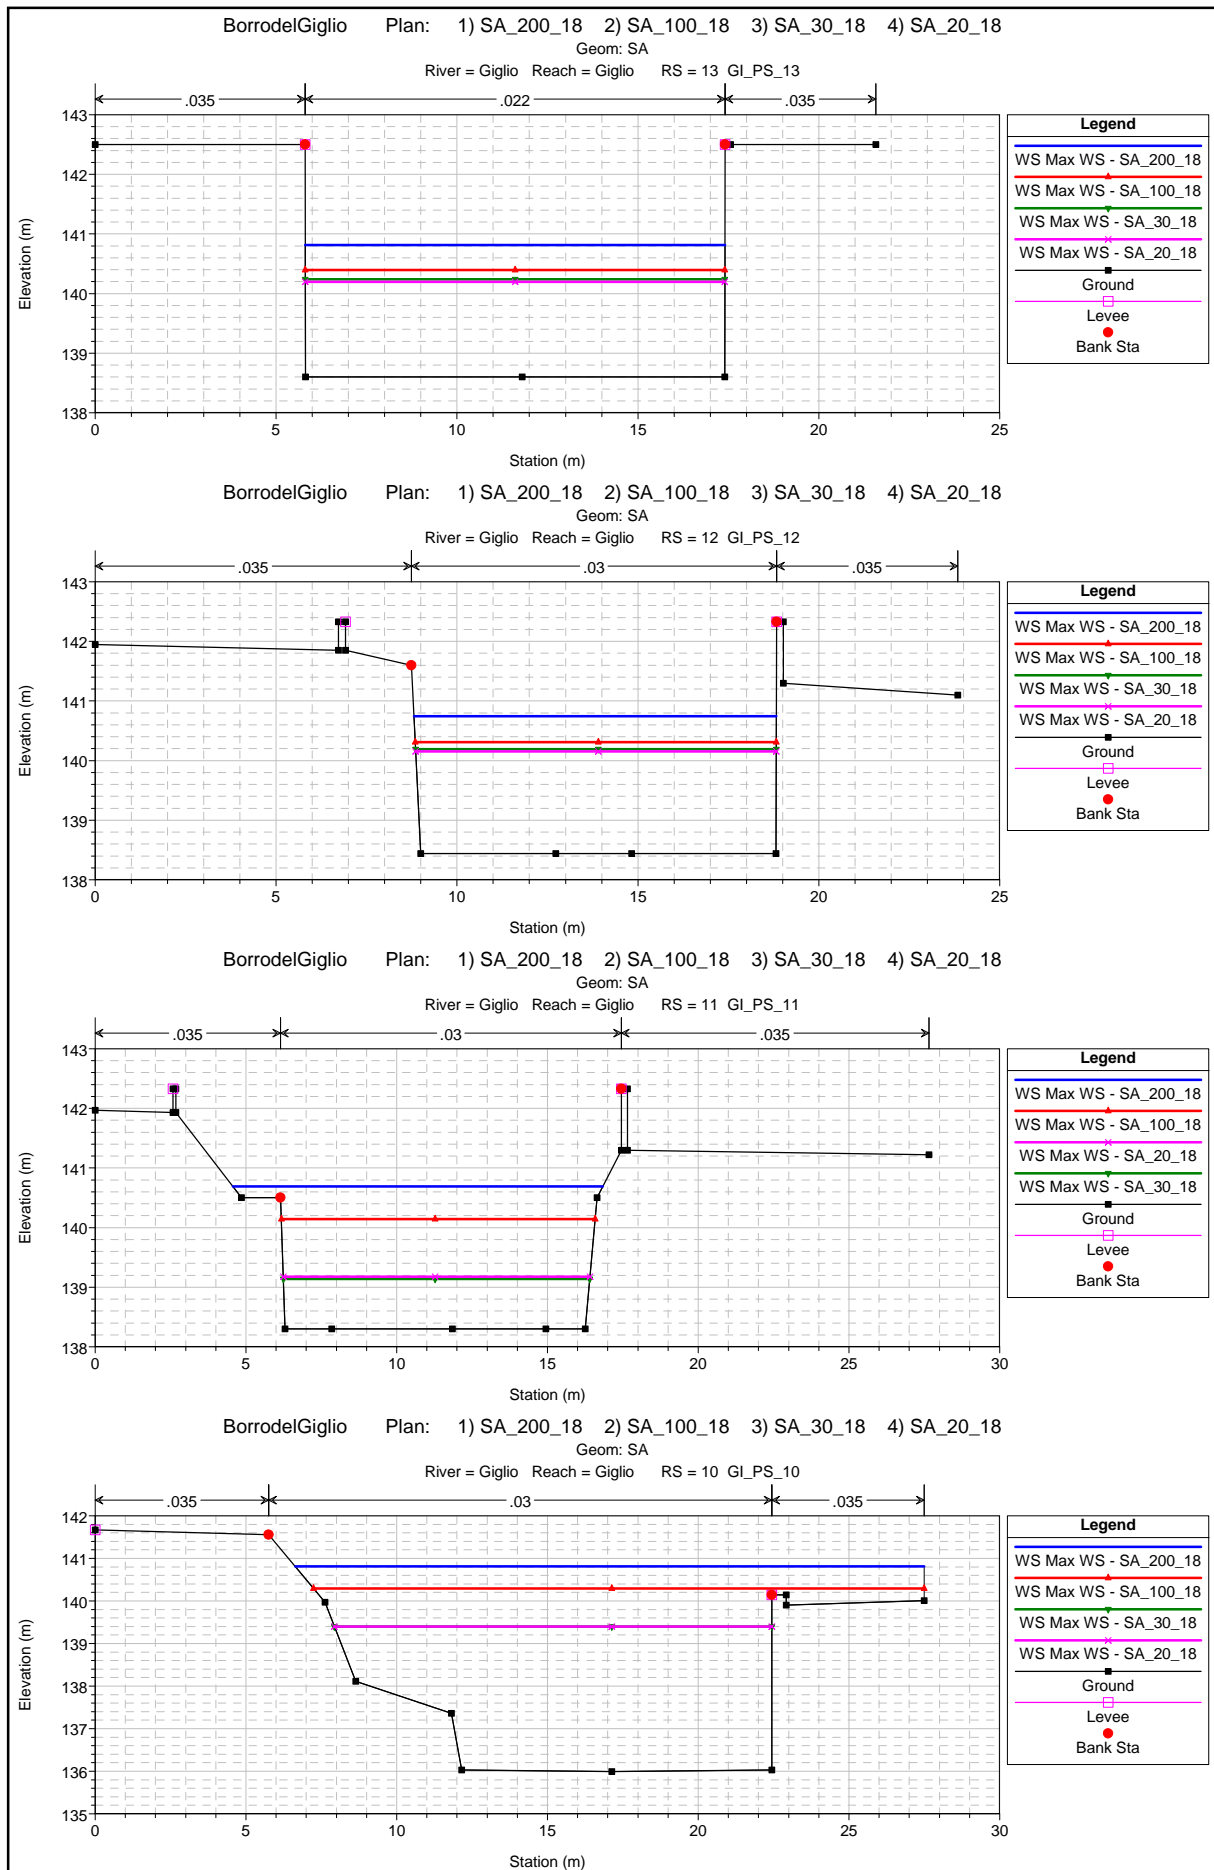 BorrodelGiglio Plan: 1) SA_200_18 2) SA_100_18 3) SA_30_18 4) SA_20_18
Geom: SA
River = Giglio Reach = Giglio RS = 13 GI_PS_13
.035 .022 .035
143
142
141
140
139
138
0 5 10 15 20 25
Station (m)
Elevation (m)
Legend
WS Max WS - SA_200_18
WS Max WS - SA_100_18
WS Max WS - SA_30_18
WS Max WS - SA_20_18
Ground
Levee
Bank Sta
BorrodelGiglio Plan: 1) SA_200_18 2) SA_100_18 3) SA_30_18 4) SA_20_18
Geom: SA
River = Giglio Reach = Giglio RS = 12 GI_PS_12
.035 .03 .035
143
142
141
140
139
138
0 5 10 15 20 25
Station (m)
Elevation (m)
Legend
WS Max WS - SA_200_18
WS Max WS - SA_100_18
WS Max WS - SA_30_18
WS Max WS - SA_20_18
Ground
Levee
Bank Sta
BorrodelGiglio Plan: 1) SA_200_18 2) SA_100_18 3) SA_30_18 4) SA_20_18
Geom: SA
River = Giglio Reach = Giglio RS = 11 GI_PS_11
.035 .03 .035
143
142
141
140
139
138
0 5 10 15 20 25 30
Station (m)
Elevation (m)
Legend
WS Max WS - SA_200_18
WS Max WS - SA_100_18
WS Max WS - SA_20_18
WS Max WS - SA_30_18
Ground
Levee
Bank Sta
BorrodelGiglio Plan: 1) SA_200_18 2) SA_100_18 3) SA_30_18 4) SA_20_18
Geom: SA
River = Giglio Reach = Giglio RS = 10 GI_PS_10
.035 .03 .035
142
141
140
139
138
137
136
135
0 5 10 15 20 25 30
Station (m)
Elevation (m)
Legend
WS Max WS - SA_200_18
WS Max WS - SA_100_18
WS Max WS - SA_30_18
WS Max WS - SA_20_18
Ground
Levee
Bank Sta